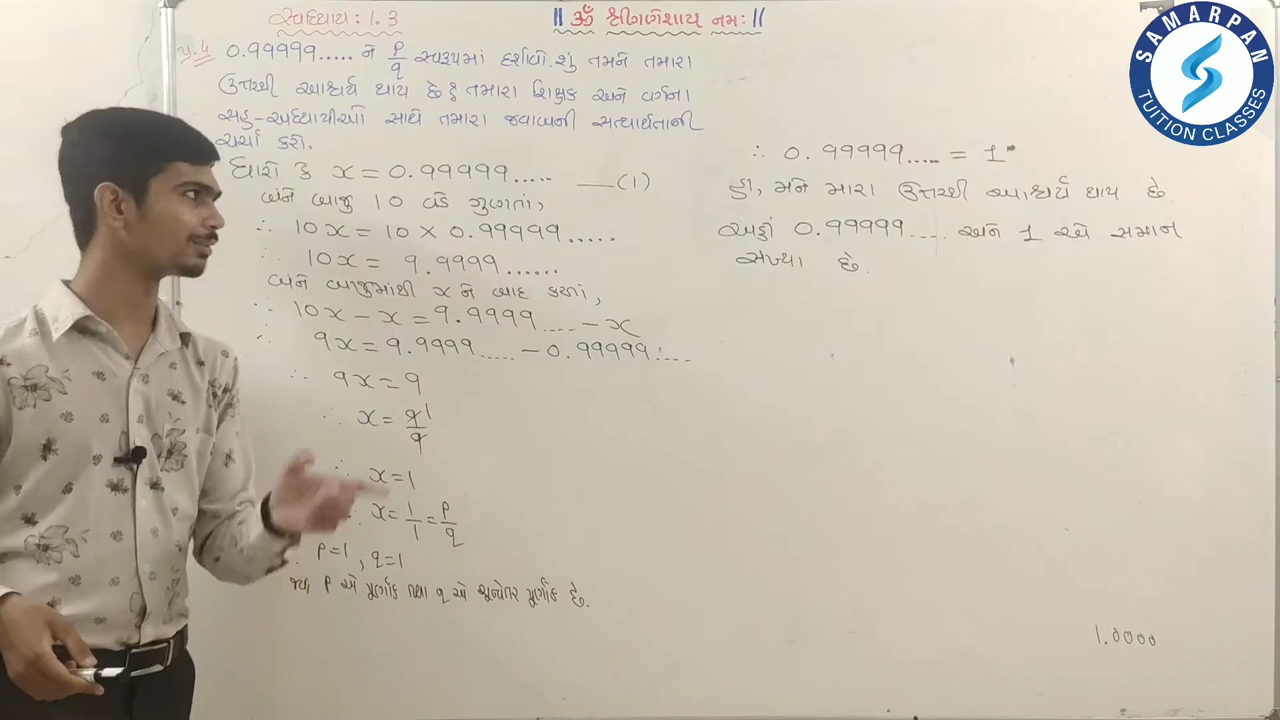 સ્વાધ્યાય : 1.3
|| ૐ શ્રી ગણેશાય નમઃ ||
પ્ર.4 0.99999..... ને p/q સ્વરૂપમાં દર્શાવો. શું તમને તમારા
ઉત્તરથી આશ્ચર્ય થાય છે ? તમારા શિક્ષક અને વર્ગના
સહ-અધ્યાયીઓ સાથે તમારા જવાબની સત્યાર્થતાની
ચર્ચા કરો.
ધારો કે x = 0.99999..... —(1)
બંને બાજુ 10 વડે ગુણતાં,
∴ 10x = 10 × 0.99999.....
∴ 10x = 9.9999......
બંને બાજુમાંથી x ને બાદ કરતાં,
∴ 10x - x = 9.9999.... - x
∴ 9x = 9.9999..... - 0.99999.....
∴ 9x = 9
∴ x = 9/9 1
∴ x = 1
∴ x = 1/1 = p/q
∴ p = 1 , q = 1
જ્યાં p એ પૂર્ણાંક તથા q એ શૂન્યેતર પૂર્ણાંક છે.
∴ 0.99999..... = 1
હા, મને મારા ઉત્તરથી આશ્ચર્ય થાય છે
અહીં 0.99999.... અને 1 એ સમાન
સંખ્યા છે.
1.0000
SAMARPAN
TUITION CLASSES